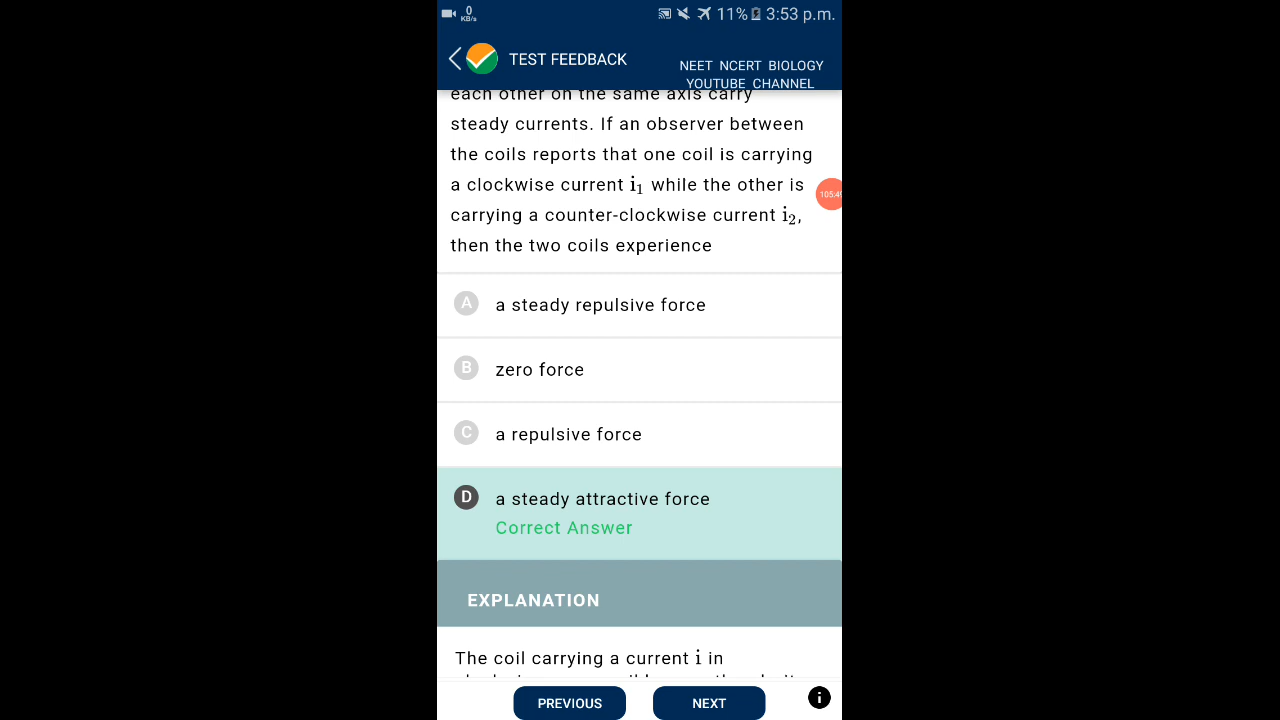 0
KB/s
11% 3:53 p.m.
TEST FEEDBACK
NEET NCERT BIOLOGY
YOUTUBE CHANNEL
each other on the same axis carry
steady currents. If an observer between
the coils reports that one coil is carrying
a clockwise current i₁ while the other is
carrying a counter-clockwise current i₂,
then the two coils experience
A a steady repulsive force
B zero force
C a repulsive force
D a steady attractive force
Correct Answer
EXPLANATION
The coil carrying a current i in
PREVIOUS
NEXT
i